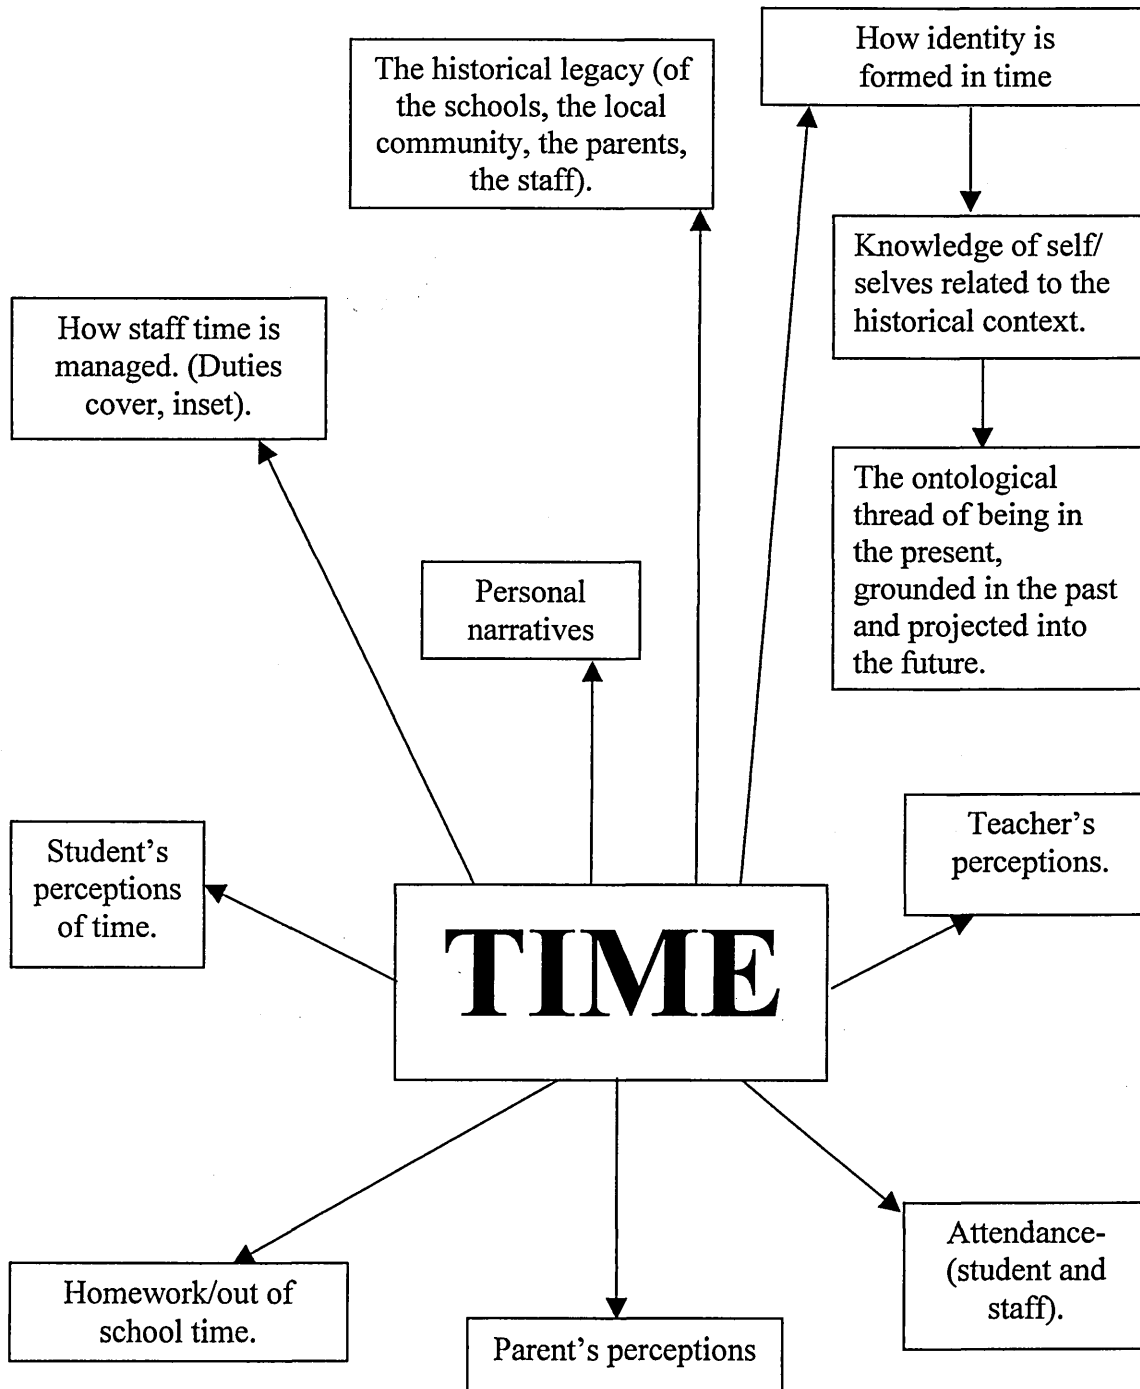 How identity is
formed in time
The historical legacy (of
the schools, the local
community, the parents,
the staff).
Knowledge of self/
selves related to the
historical context.
How staff time is
managed. (Duties
cover, inset).
The ontological
thread of being in
the present,
grounded in the past
and projected into
the future.
Personal
narratives
Teacher’s
perceptions.
Student’s
perceptions
of time.
TIME
Attendance-
(student and
staff).
Homework/out of
school time.
Parent’s perceptions